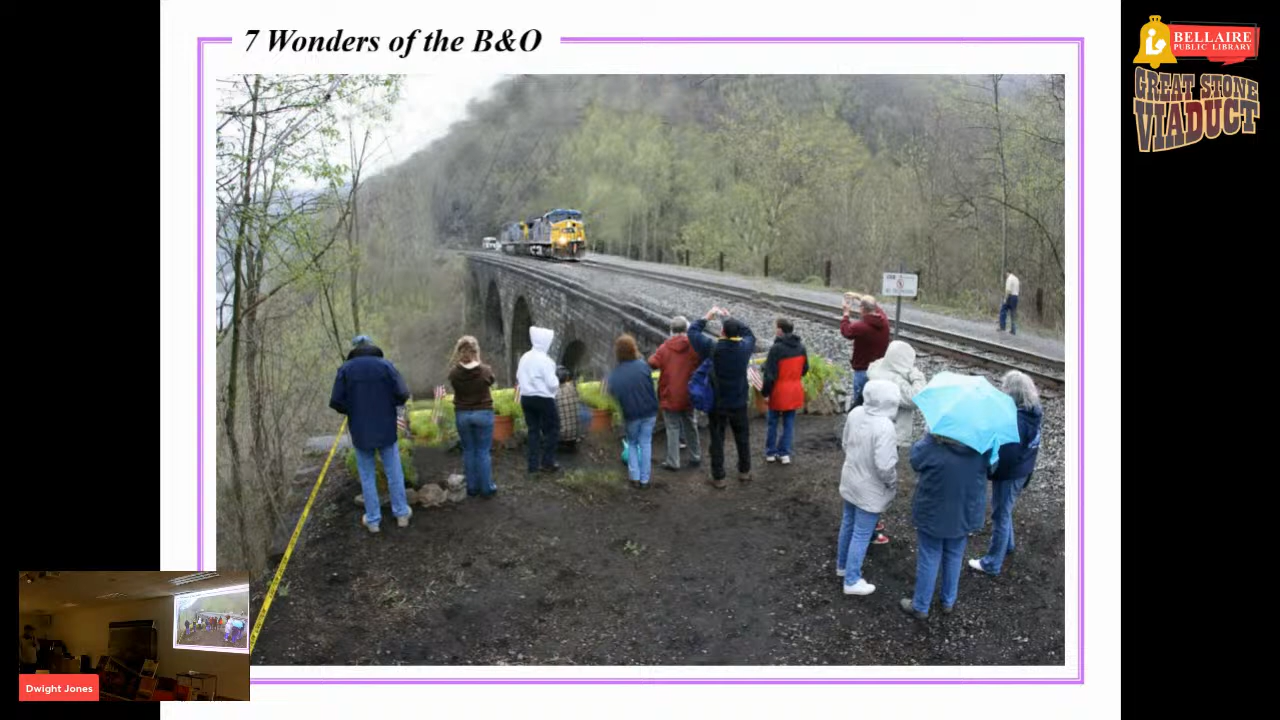 7 Wonders of the B&O
BELLAIRE
PUBLIC LIBRARY
GREAT STONE
VIADUCT
Dwight Jones